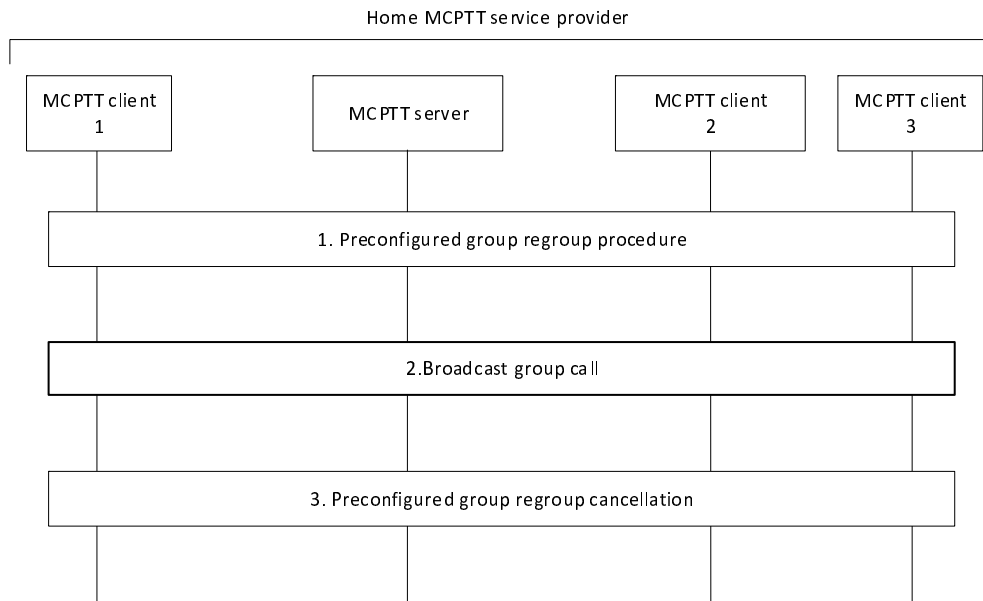 Home MCPTT service provider
MCPTT client
1
MCPTT server
MCPTT client
2
MCPTT client
3
1. Preconfigured group regroup procedure
2.Broadcast group call
3. Preconfigured group regroup cancellation